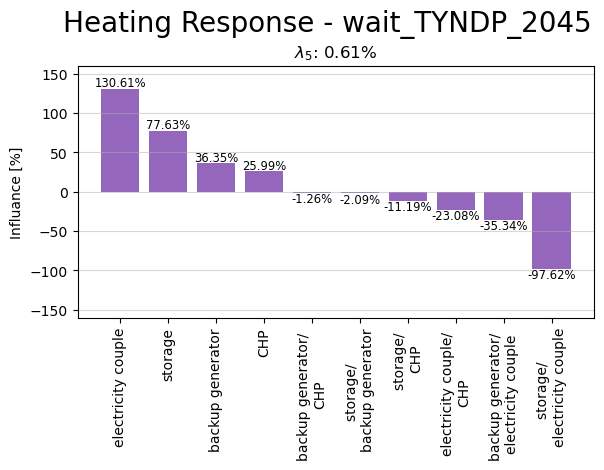 Heating Response - wait_TYNDP_2045
λ5: 0.61%
Influance [%]
150
100
50
0
−50
−100
−150
130.61%
77.63%
36.35%
25.99%
-1.26%
-2.09%
-11.19%
-23.08%
-35.34%
-97.62%
electricity couple
storage
backup generator
CHP
backup generator/
CHP
storage/
backup generator
storage/
CHP
electricity couple/
CHP
backup generator/
electricity couple
storage/
electricity couple